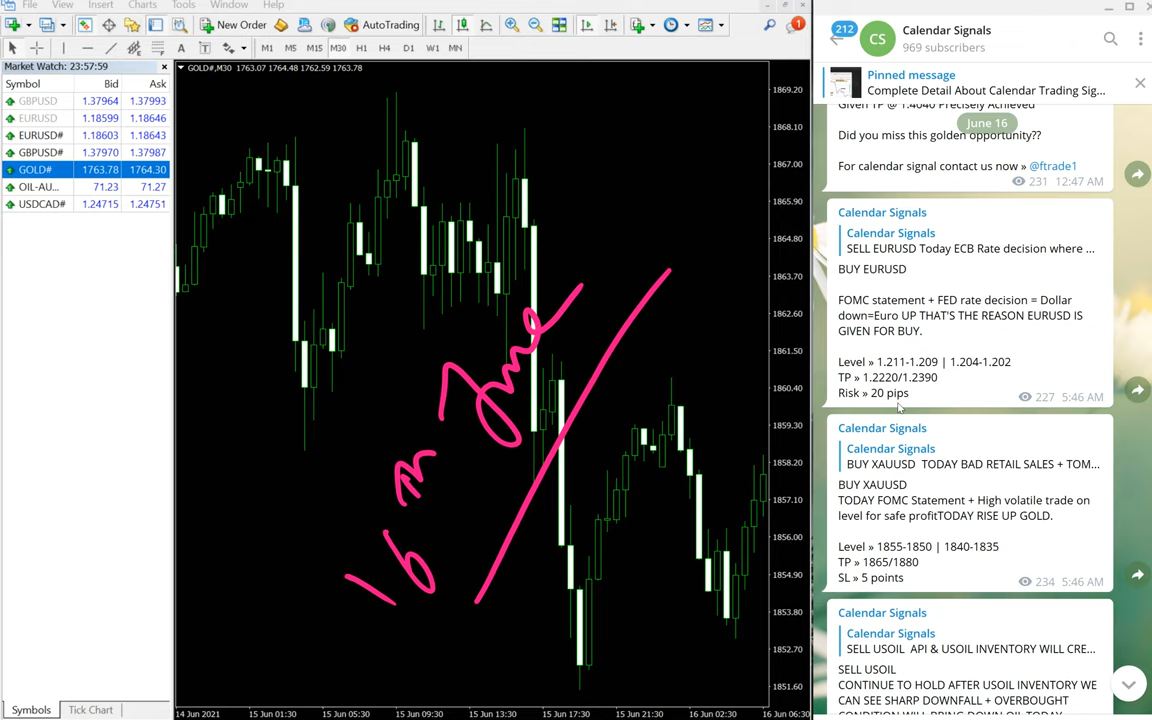 File View Insert Charts Tools Window Help
New Order AutoTrading 1
A T M1 M5 M15 M30 H1 H4 D1 W1 MN
Market Watch: 23:57:59
Symbol Bid Ask
GBPUSD 1.37964 1.37993
EURUSD 1.18599 1.18646
EURUSD# 1.18603 1.18643
GBPUSD# 1.37970 1.37987
GOLD# 1763.78 1764.30
OIL-AU... 71.23 71.27
USDCAD# 1.24715 1.24751
Symbols Tick Chart
GOLD#,M30 1763.07 1764.48 1762.59 1763.78
1869.20
1868.10
1867.00
1865.90
1864.80
1863.70
1862.60
1861.50
1860.40
1859.30
1858.20
1857.10
1856.00
1854.90
1853.80
1852.70
1851.60
14 Jun 2021 15 Jun 01:30 15 Jun 05:30 15 Jun 09:30 15 Jun 13:30 15 Jun 17:30 15 Jun 21:30 16 Jun 02:30 16 Jun 06:30
16 th June
212
CS
Calendar Signals
969 subscribers
Pinned message
Complete Detail About Calendar Trading Sig...
Given TP @ 1.4040 Precisely Achieved
June 16
Did you miss this golden opportunity??
For calendar signal contact us now » @ftrade1
231 12:47 AM
Calendar Signals
Calendar Signals
SELL EURUSD Today ECB Rate decision where ...
BUY EURUSD
FOMC statement + FED rate decision = Dollar
down=Euro UP THAT'S THE REASON EURUSD IS
GIVEN FOR BUY.
Level » 1.211-1.209 | 1.204-1.202
TP » 1.2220/1.2390
Risk » 20 pips
227 5:46 AM
Calendar Signals
Calendar Signals
BUY XAUUSD TODAY BAD RETAIL SALES + TOM...
BUY XAUUSD
TODAY FOMC Statement + High volatile trade on
level for safe profitTODAY RISE UP GOLD.
Level » 1855-1850 | 1840-1835
TP » 1865/1880
SL » 5 points
234 5:46 AM
Calendar Signals
Calendar Signals
SELL USOIL API & USOIL INVENTORY WILL CRE...
SELL USOIL
CONTINUE TO HOLD AFTER USOIL INVENTORY WE
CAN SEE SHARP DOWNFALL + OVERBOUGHT
CONDITION WILL BRING DOWN OIL TODAY